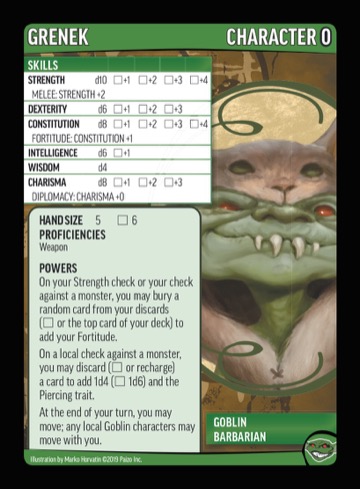 GRENEK CHARACTER 0
SKILLS
STRENGTH d10 ☐+1 ☐+2 ☐+3 ☐+4
MELEE: STRENGTH +2
DEXTERITY d6 ☐+1 ☐+2 ☐+3
CONSTITUTION d8 ☐+1 ☐+2 ☐+3 ☐+4
FORTITUDE: CONSTITUTION +1
INTELLIGENCE d6 ☐+1
WISDOM d4
CHARISMA d8 ☐+1 ☐+2 ☐+3
DIPLOMACY: CHARISMA +0
HAND SIZE 5 ☐ 6
PROFICIENCIES
Weapon
POWERS
On your Strength check or your check
against a monster, you may bury a
random card from your discards
(☐ or the top card of your deck) to
add your Fortitude.
On a local check against a monster,
you may discard (☐ or recharge)
a card to add 1d4 (☐ 1d6) and the
Piercing trait.
At the end of your turn, you may
move; any local Goblin characters may
move with you.
GOBLIN
BARBARIAN
Illustration by Marko Horvatin ©2019 Paizo Inc.